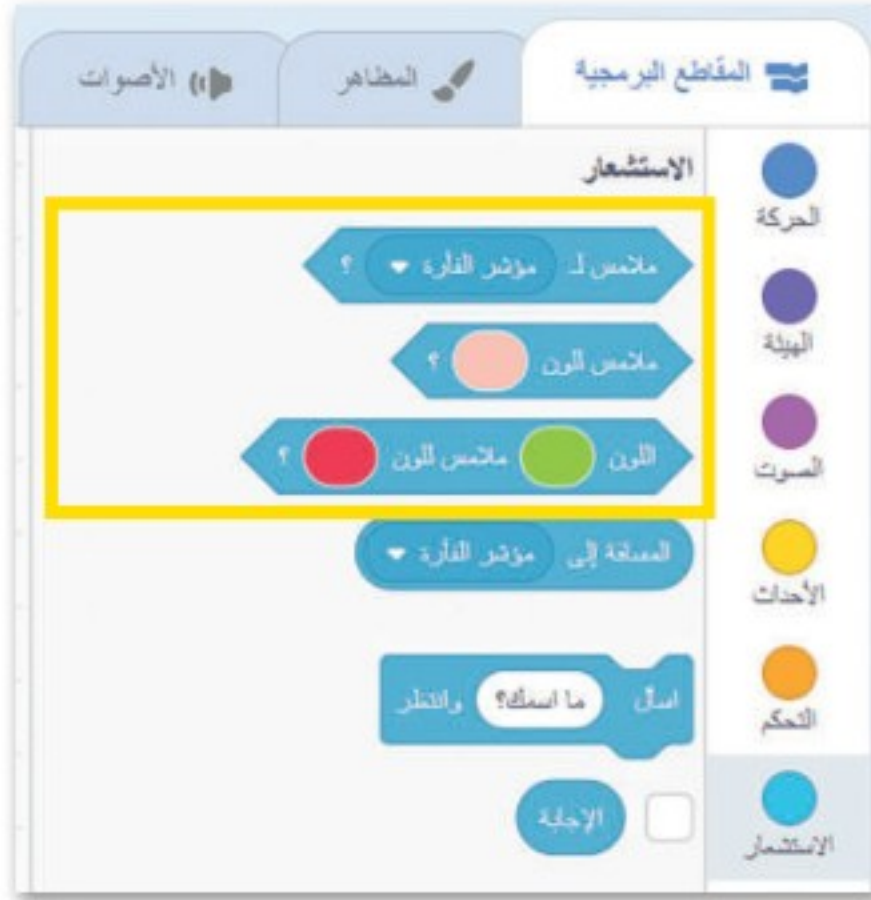 المقاطع البرمجية
المظاهر
الأصوات
الاستشعار
ملامس لـ مؤشر الفأرة ؟
ملامس للون ؟
اللون ملامس للون ؟
المسافة إلى مؤشر الفأرة
اسأل ما اسمك؟ وانتظر
الإجابة
الحركة
الهيئة
الصوت
الأحداث
التحكم
الاستشعار